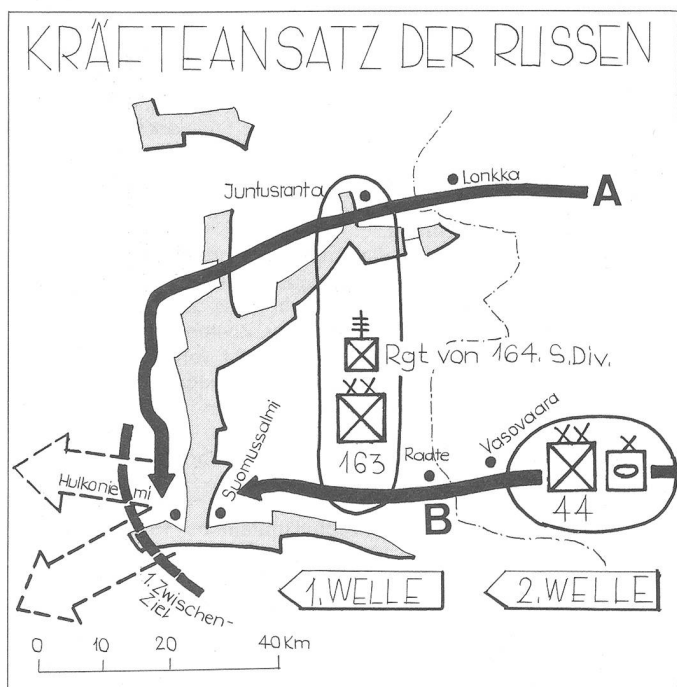 KRÄFTEANSATZ DER RUSSEN
Juntusranta
Lonkka
A
Rgt von 164. S.Div.
163
Suomussalmi
Raate
Vasovaara
44
B
Hulkoniemi
1. Zwischen-
Ziel
1. WELLE
2. WELLE
0 10 20 40 Km